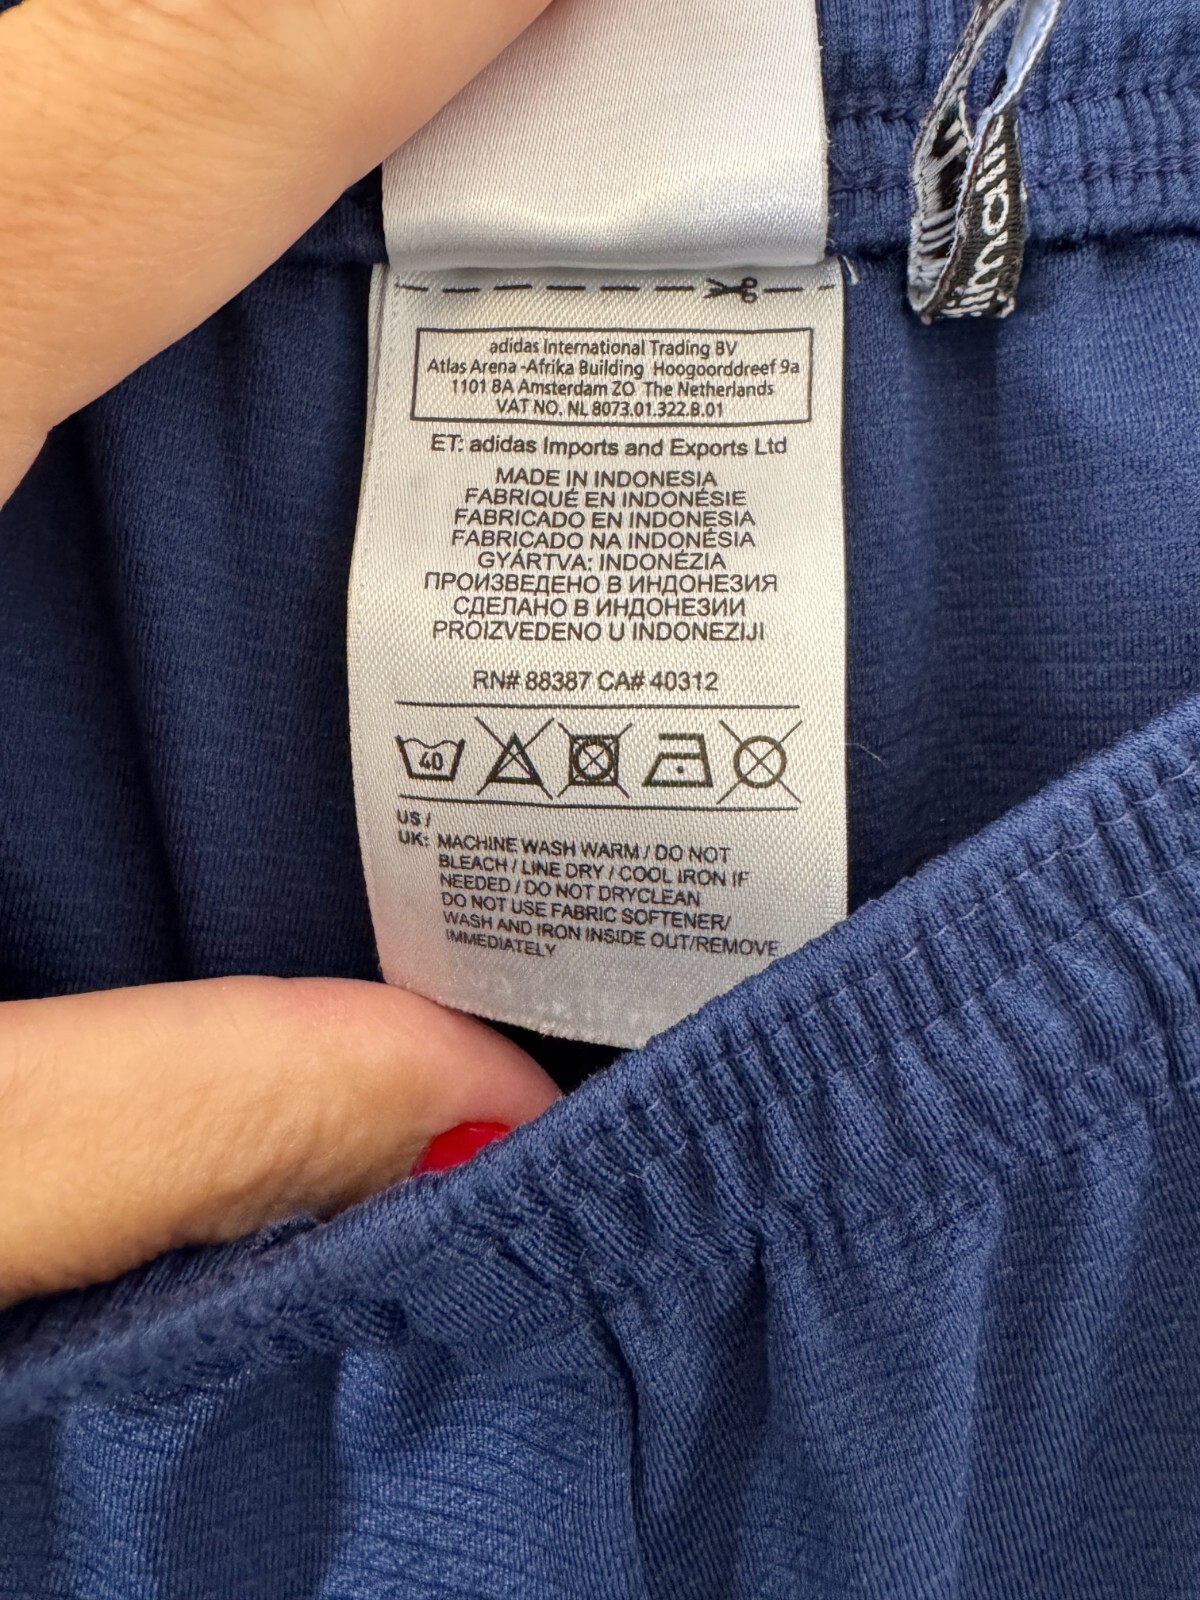 adidas International Trading BV
Atlas Arena -Afrika Building Hoogoorddreef 9a
1101 BA Amsterdam ZO The Netherlands
VAT NO. NL 8073.01.322.B.01
ET: adidas Imports and Exports Ltd
MADE IN INDONESIA
FABRIQUÉ EN INDONÉSIE
FABRICADO EN INDONESIA
FABRICADO NA INDONÉSIA
GYÁRTVA: INDONÉZIA
ПРОИЗВЕДЕНО В ИНДОНЕЗИЯ
СДЕЛАНО В ИНДОНЕЗИИ
PROIZVEDENO U INDONEZIJI
RN# 88387 CA# 40312
40
US /
UK: MACHINE WASH WARM / DO NOT
BLEACH / LINE DRY / COOL IRON IF
NEEDED / DO NOT DRYCLEAN
DO NOT USE FABRIC SOFTENER/
WASH AND IRON INSIDE OUT/REMOVE
IMMEDIATELY